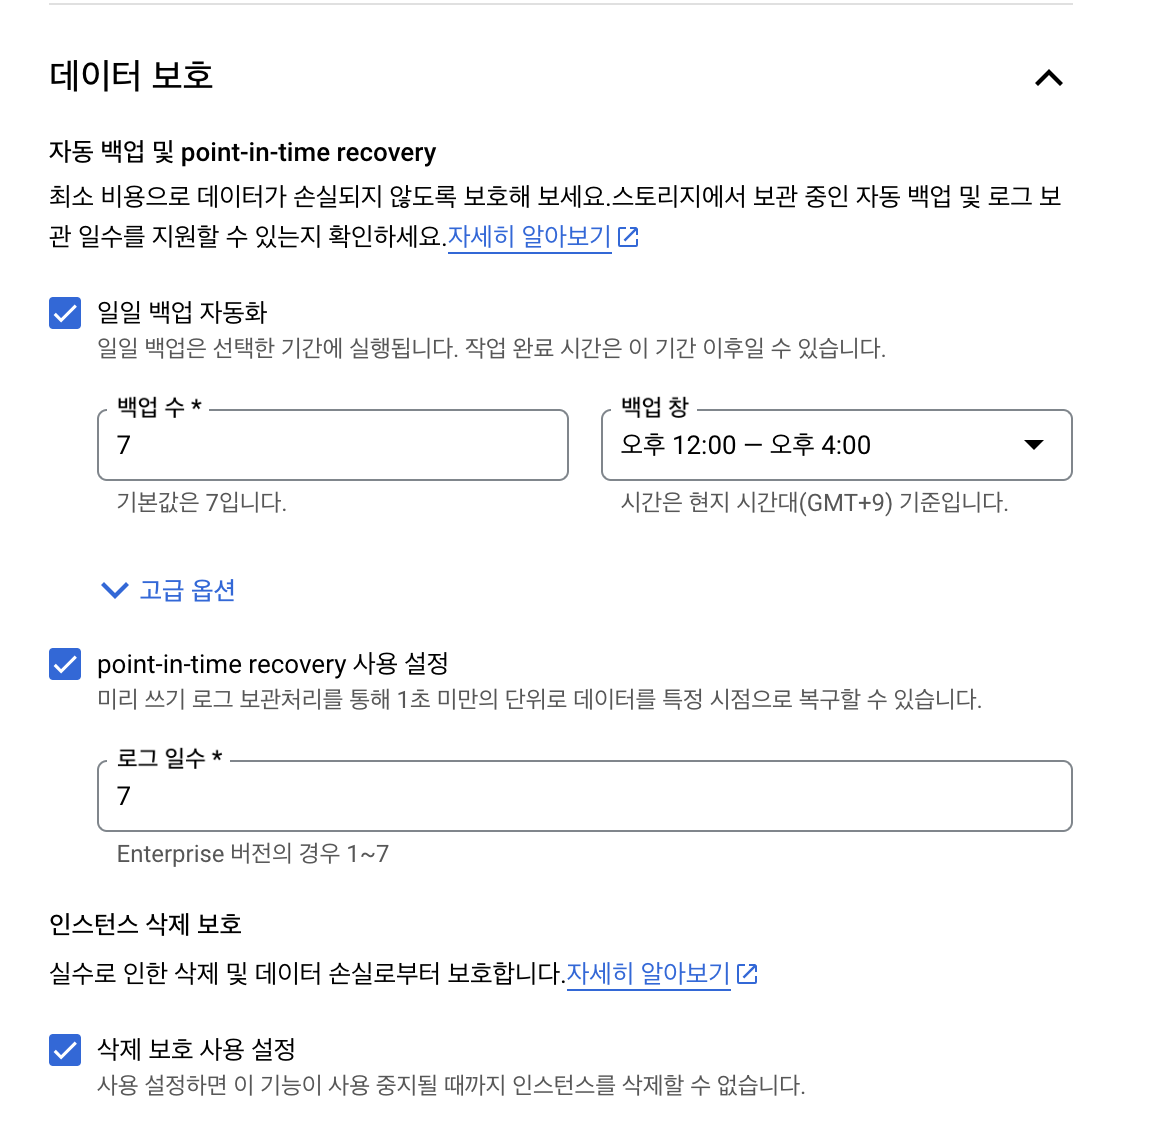 데이터 보호
자동 백업 및 point-in-time recovery
최소 비용으로 데이터가 손실되지 않도록 보호해 보세요.스토리지에서 보관 중인 자동 백업 및 로그 보
관 일수를 지원할 수 있는지 확인하세요.자세히 알아보기
일일 백업 자동화
일일 백업은 선택한 기간에 실행됩니다. 작업 완료 시간은 이 기간 이후일 수 있습니다.
백업 수 *
7
기본값은 7입니다.
백업 창
오후 12:00 — 오후 4:00
시간은 현지 시간대(GMT+9) 기준입니다.
고급 옵션
point-in-time recovery 사용 설정
미리 쓰기 로그 보관처리를 통해 1초 미만의 단위로 데이터를 특정 시점으로 복구할 수 있습니다.
로그 일수 *
7
Enterprise 버전의 경우 1~7
인스턴스 삭제 보호
실수로 인한 삭제 및 데이터 손실로부터 보호합니다.자세히 알아보기
삭제 보호 사용 설정
사용 설정하면 이 기능이 사용 중지될 때까지 인스턴스를 삭제할 수 없습니다.